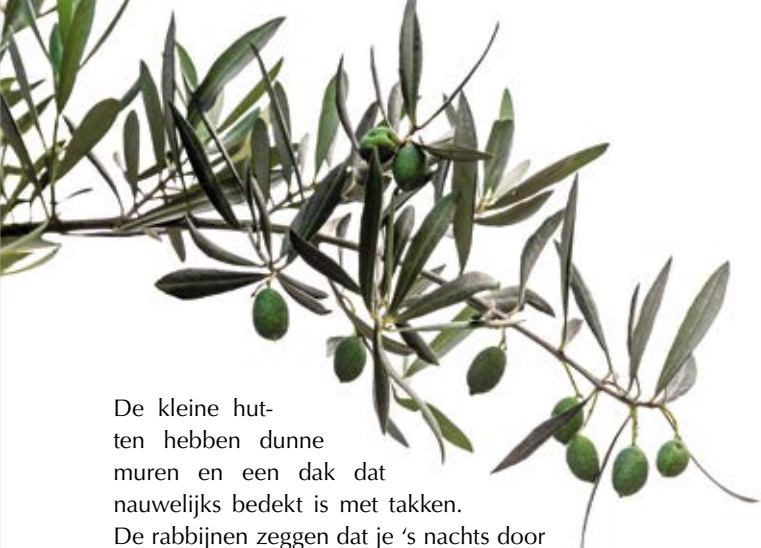 De kleine hut-
ten hebben dunne
muren en een dak dat
nauwelijks bedekt is met takken.
De rabbijnen zeggen dat je ‘s nachts door